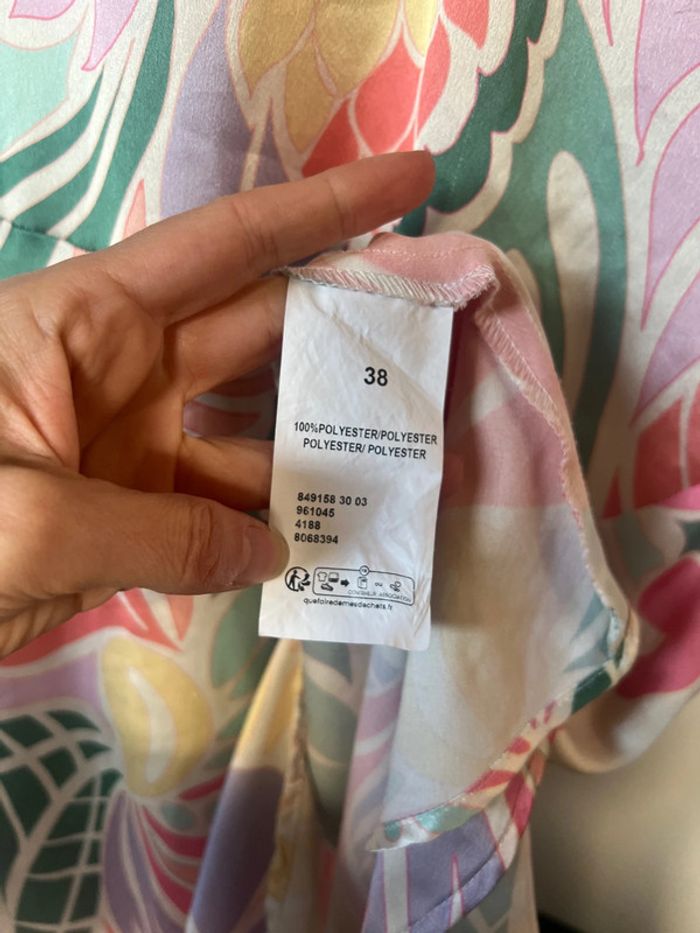 38
100%POLYESTER/POLYESTER
POLYESTER/ POLYESTER
849158 30 03
961045
4188
8068394
quefairedemesdechets.fr